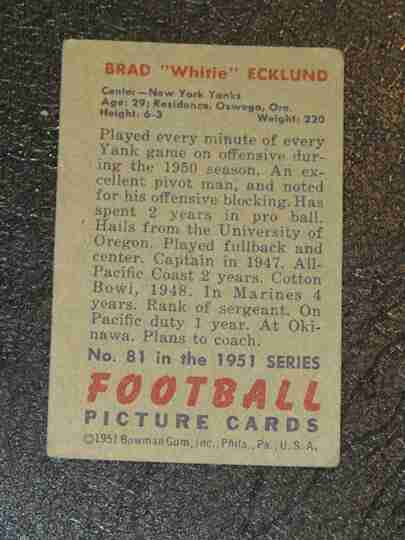 BRAD "Whitie" ECKLUND
Center—New York Yanks
Age: 29; Residence, Oswego, Ore.
Height: 6-3 Weight: 220
Played every minute of every
Yank game on offensive dur-
ing the 1950 season. An ex-
cellent pivot man, and noted
for his offensive blocking. Has
spent 2 years in pro ball.
Hails from the University of
Oregon. Played fullback and
center. Captain in 1947. All-
Pacific Coast 2 years. Cotton
Bowl, 1948. In Marines 4
years. Rank of sergeant. On
Pacific duty 1 year. At Oki-
nawa. Plans to coach.
No. 81 in the 1951 SERIES
FOOTBALL
PICTURE CARDS
©1951 Bowman Gum, Inc., Phila., Pa., U.S.A.